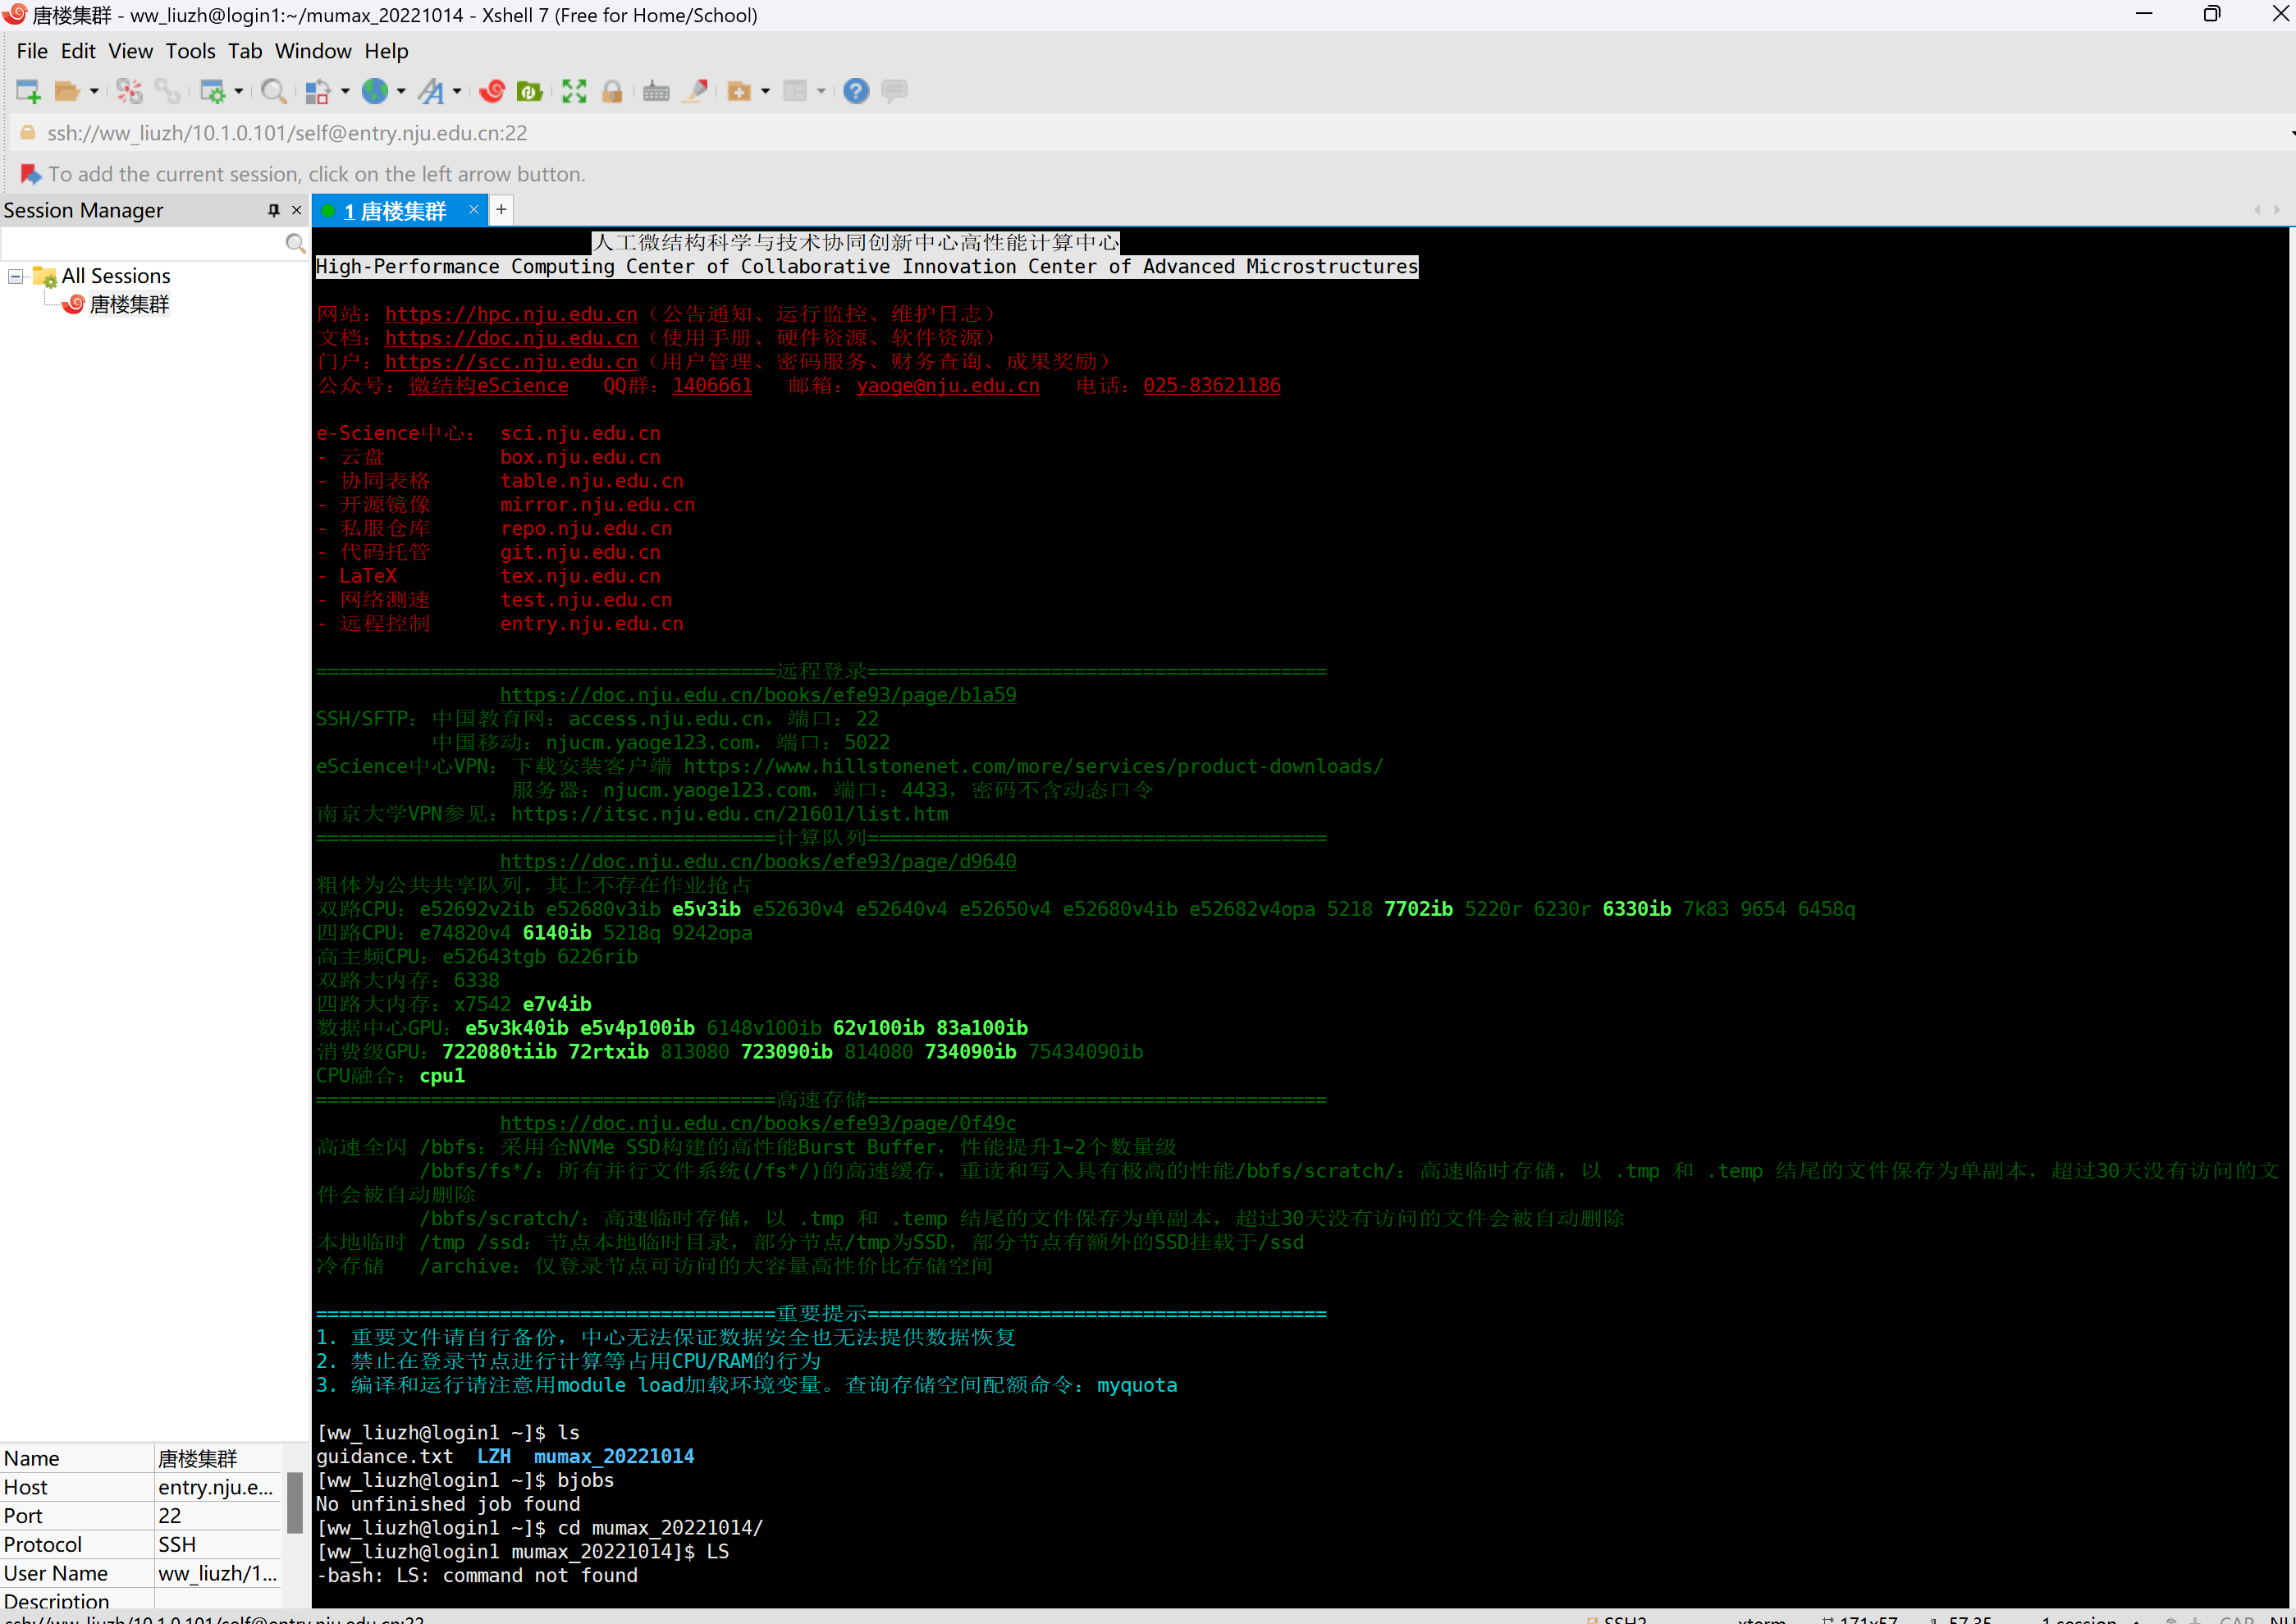 唐楼集群 - ww_liuzh@login1:~/mumax_20221014 - Xshell 7 (Free for Home/School)
File Edit View Tools Tab Window Help
ssh://ww_liuzh/10.1.0.101/self@entry.nju.edu.cn:22
To add the current session, click on the left arrow button.
Session Manager
All Sessions
唐楼集群
Name 唐楼集群
Host entry.nju.e...
Port 22
Protocol SSH
User Name ww_liuzh/1...
Description
1 唐楼集群
人工微结构科学与技术协同创新中心高性能计算中心
High-Performance Computing Center of Collaborative Innovation Center of Advanced Microstructures
网站：https://hpc.nju.edu.cn（公告通知、运行监控、维护日志）
文档：https://doc.nju.edu.cn（使用手册、硬件资源、软件资源）
门户：https://scc.nju.edu.cn（用户管理、密码服务、财务查询、成果奖励）
公众号：微结构eScience QQ群：1406661 邮箱：yaoge@nju.edu.cn 电话：025-83621186
e-Science中心： sci.nju.edu.cn
- 云盘 box.nju.edu.cn
- 协同表格 table.nju.edu.cn
- 开源镜像 mirror.nju.edu.cn
- 私服仓库 repo.nju.edu.cn
- 代码托管 git.nju.edu.cn
- LaTeX tex.nju.edu.cn
- 网络测速 test.nju.edu.cn
- 远程控制 entry.nju.edu.cn
========================================远程登录========================================
https://doc.nju.edu.cn/books/efe93/page/b1a59
SSH/SFTP：中国教育网：access.nju.edu.cn，端口：22
中国移动：njucm.yaoge123.com，端口：5022
eScience中心VPN：下载安装客户端 https://www.hillstonenet.com/more/services/product-downloads/
服务器：njucm.yaoge123.com，端口：4433，密码不含动态口令
南京大学VPN参见：https://itsc.nju.edu.cn/21601/list.htm
========================================计算队列========================================
https://doc.nju.edu.cn/books/efe93/page/d9640
粗体为公共共享队列，其上不存在作业抢占
双路CPU：e52692v2ib e52680v3ib e5v3ib e52630v4 e52640v4 e52650v4 e52680v4ib e52682v4opa 5218 7702ib 5220r 6230r 6330ib 7k83 9654 6458q
四路CPU：e74820v4 6140ib 5218q 9242opa
高主频CPU：e52643tgb 6226rib
双路大内存：6338
四路大内存：x7542 e7v4ib
数据中心GPU：e5v3k40ib e5v4p100ib 6148v100ib 62v100ib 83a100ib
消费级GPU：722080tiib 72rtxib 813080 723090ib 814080 734090ib 75434090ib
CPU融合：cpu1
========================================高速存储========================================
https://doc.nju.edu.cn/books/efe93/page/0f49c
高速全闪 /bbfs：采用全NVMe SSD构建的高性能Burst Buffer，性能提升1~2个数量级
/bbfs/fs*/：所有并行文件系统(/fs*/)的高速缓存，重读和写入具有极高的性能/bbfs/scratch/：高速临时存储，以 .tmp 和 .temp 结尾的文件保存为单副本，超过30天没有访问的文
件会被自动删除
/bbfs/scratch/：高速临时存储，以 .tmp 和 .temp 结尾的文件保存为单副本，超过30天没有访问的文件会被自动删除
本地临时 /tmp /ssd：节点本地临时目录，部分节点/tmp为SSD，部分节点有额外的SSD挂载于/ssd
冷存储 /archive：仅登录节点可访问的大容量高性价比存储空间
========================================重要提示========================================
1. 重要文件请自行备份，中心无法保证数据安全也无法提供数据恢复
2. 禁止在登录节点进行计算等占用CPU/RAM的行为
3. 编译和运行请注意用module load加载环境变量。查询存储空间配额命令：myquota
[ww_liuzh@login1 ~]$ ls
guidance.txt LZH mumax_20221014
[ww_liuzh@login1 ~]$ bjobs
No unfinished job found
[ww_liuzh@login1 ~]$ cd mumax_20221014/
[ww_liuzh@login1 mumax_20221014]$ LS
-bash: LS: command not found
ssh://ww_liuzh/10.1.0.101/self@entry.nju.edu.cn:22 SSH2 xterm 171x57 57,35 1 session CAP